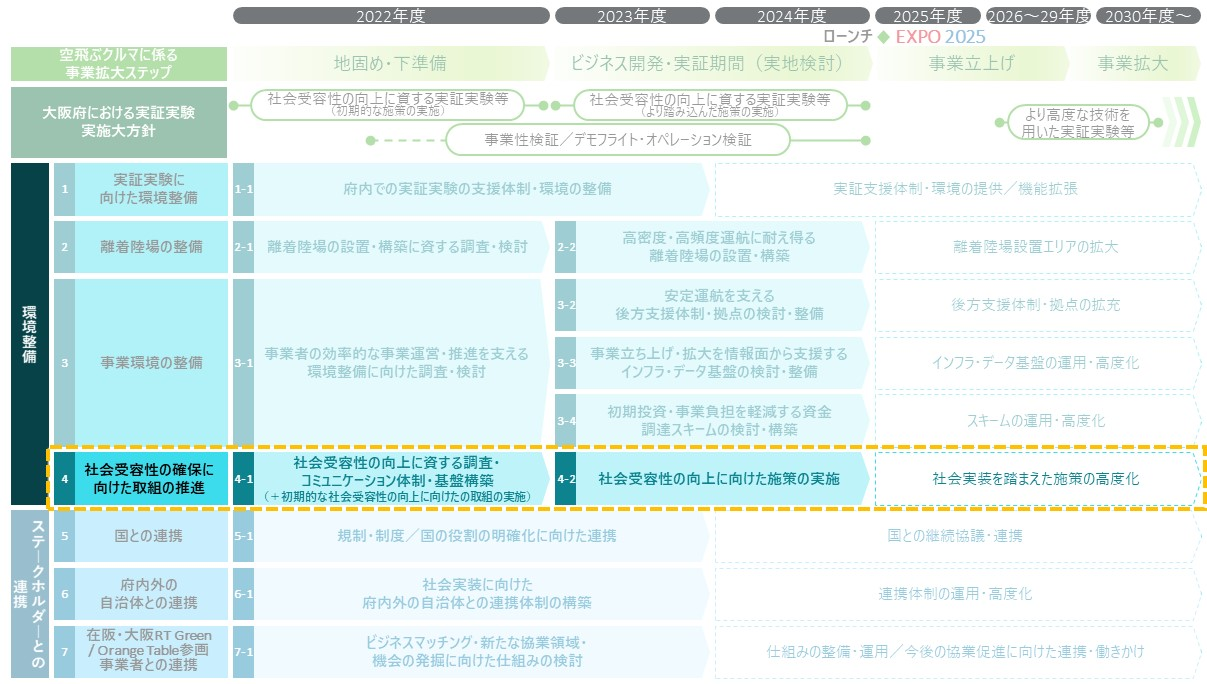 2022年度
2023年度
2024年度
2025年度
2026～29年度
2030年度～
ローンチ◆ EXPO 2025
空飛ぶクルマに係る
事業拡大ステップ
地固め・下準備
ビジネス開発・実証期間（実地検討）
事業立上げ
事業拡大
大阪府における実証実験
実施大方針
社会受容性の向上に資する実証実験等
（初期的な施策の実施）
社会受容性の向上に資する実証実験等
（より踏み込んだ施策の実施）
事業性検証／デモフライト・オペレーション検証
より高度な技術を
用いた実証実験等
環境整備
1
実証実験に
向けた環境整備
1-1
府内での実証実験の支援体制・環境の整備
実証支援体制・環境の提供／機能拡張
2
離着陸場の整備
2-1
離着陸場の設置・構築に資する調査・検討
2-2
高密度・高頻度運航に耐え得る
離着陸場の設置・構築
離着陸場設置エリアの拡大
3
事業環境の整備
3-1
事業者の効率的な事業運営・推進を支える
環境整備に向けた調査・検討
3-2
安定運航を支える
後方支援体制・拠点の検討・整備
後方支援体制・拠点の拡充
3-3
事業立ち上げ・拡大を情報面から支援する
インフラ・データ基盤の検討・整備
インフラ・データ基盤の運用・高度化
3-4
初期投資・事業負担を軽減する資金
調達スキームの検討・構築
スキームの運用・高度化
4
社会受容性の確保に
向けた取組の推進
4-1
社会受容性の向上に資する調査・
コミュニケーション体制・基盤構築
（＋初期的な社会受容性の向上に向けたの取組の実施）
4-2
社会受容性の向上に向けた施策の実施
社会実装を踏まえた施策の高度化
ステークホルダーとの
連携
5
国との連携
5-1
規制・制度／国の役割の明確化に向けた連携
国との継続協議・連携
6
府内外の
自治体との連携
6-1
社会実装に向けた
府内外の自治体との連携体制の構築
連携体制の運用・高度化
7
在阪・大阪RT Green
/ Orange Table参画
事業者との連携
7-1
ビジネスマッチング・新たな協業領域・
機会の発掘に向けた仕組みの検討
仕組みの整備・運用／今後の協業促進に向けた連携・働きかけ